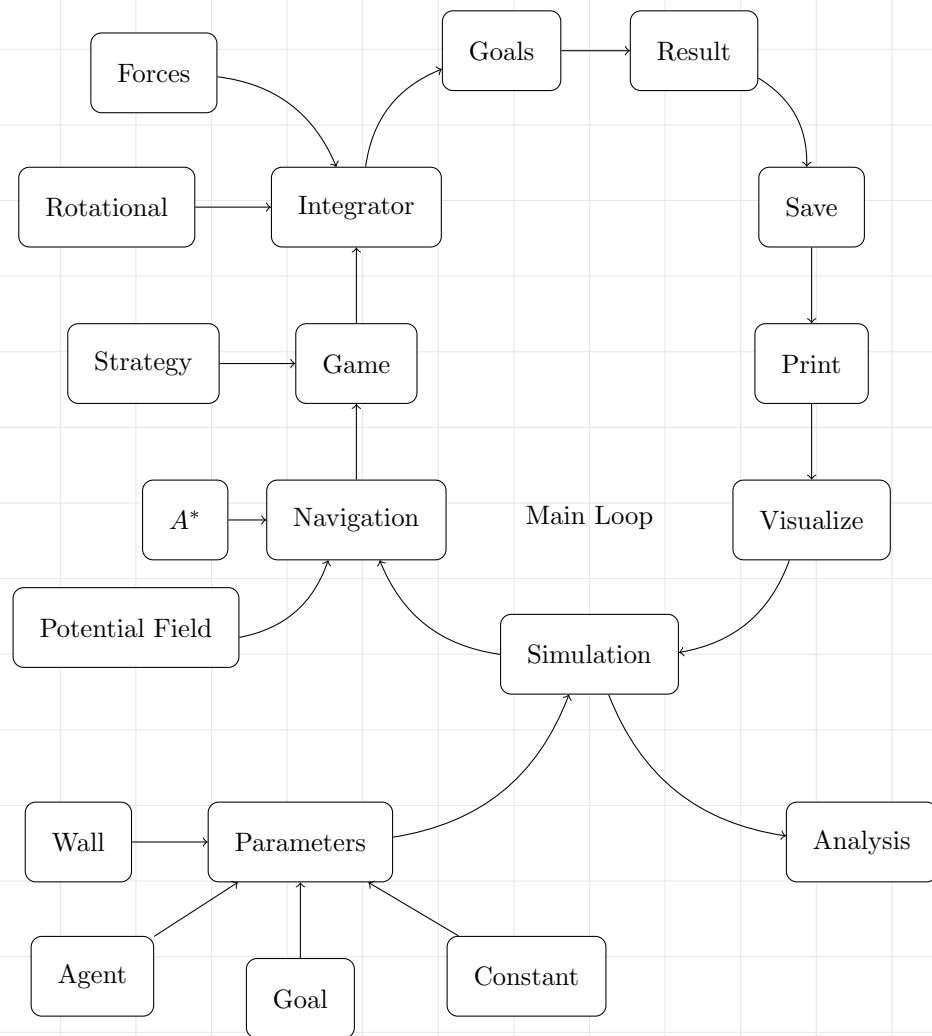 Goals
Result
Forces
Rotational
Integrator
Save
Strategy
Game
Print
A*
Navigation
Main Loop
Visualize
Potential Field
Simulation
Wall
Parameters
Analysis
Agent
Goal
Constant